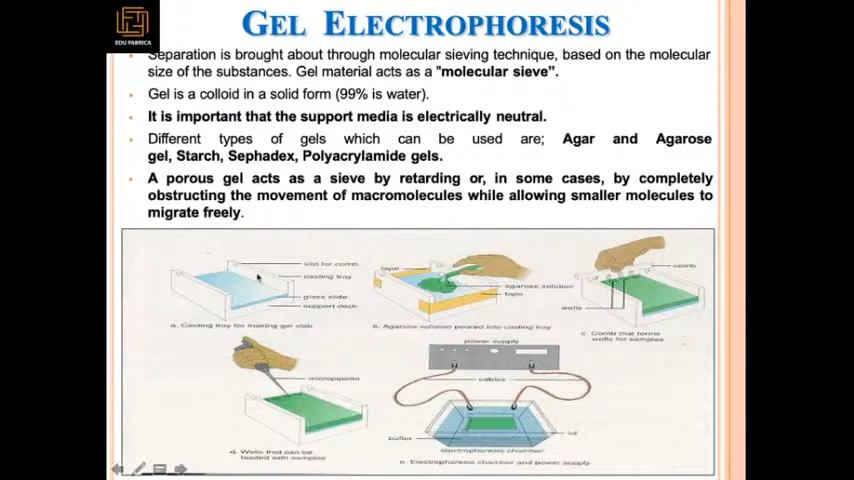 GEL ELECTROPHORESIS
EDU FABRICA
Separation is brought about through molecular sieving technique, based on the molecular
size of the substances. Gel material acts as a "molecular sieve”.
Gel is a colloid in a solid form (99% is water).
It is important that the support media is electrically neutral.
Different types of gels which can be used are; Agar and Agarose
gel, Starch, Sephadex, Polyacrylamide gels.
A porous gel acts as a sieve by retarding or, in some cases, by completely
obstructing the movement of macromolecules while allowing smaller molecules to
migrate freely.
slot for comb
casting tray
glass slide
support deck
a. Casting tray for making gel slab
tape
agarose solution
tape
b. Agarose solution poured into casting tray
comb
wells
c. Comb that forms
wells for samples
micropipette
d. Wells that can be
loaded with samples
power supply
cables
lid
buffer
electrophoresis chamber
e. Electrophoresis chamber and power supply